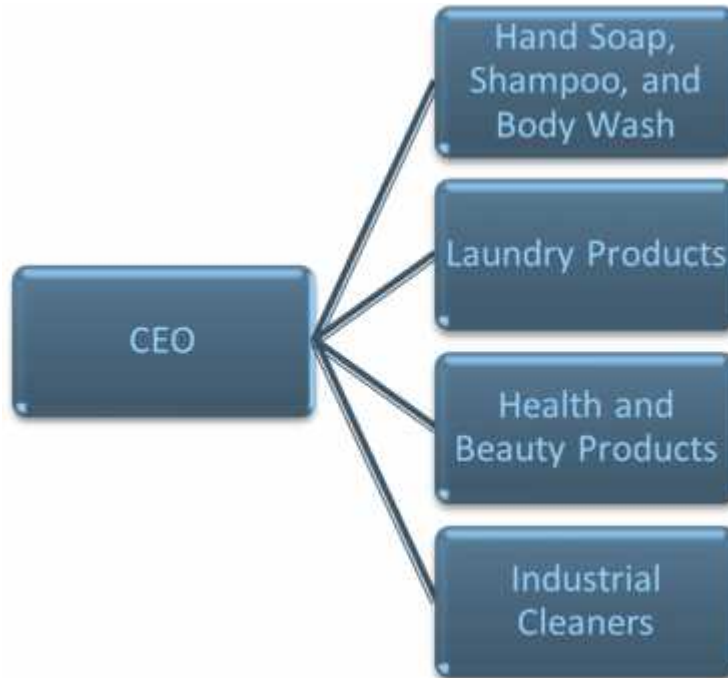 Hand Soap,
Shampoo, and
Body Wash
Laundry Products
CEO
Health and
Beauty Products
Industrial
Cleaners